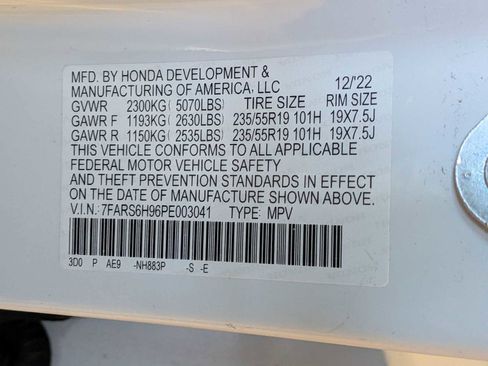 MFD. BY HONDA DEVELOPMENT &
MANUFACTURING OF AMERICA, LLC 12/'22
GVWR 2300KG(5070LBS) TIRE SIZE RIM SIZE
GAWR F 1193KG(2630LBS) 235/55R19 101H 19X7.5J
GAWR R 1150KG(2535LBS) 235/55R19 101H 19X7.5J
THIS VEHICLE CONFORMS TO ALL APPLICABLE
FEDERAL MOTOR VEHICLE SAFETY
AND THEFT PREVENTION STANDARDS IN EFFECT
ON THE DATE OF MANUFACTURE SHOWN ABOVE.
V.I.N.:7FARS6H96PE003041 TYPE: MPV
3D0 P AE9 -NH883P -S -E